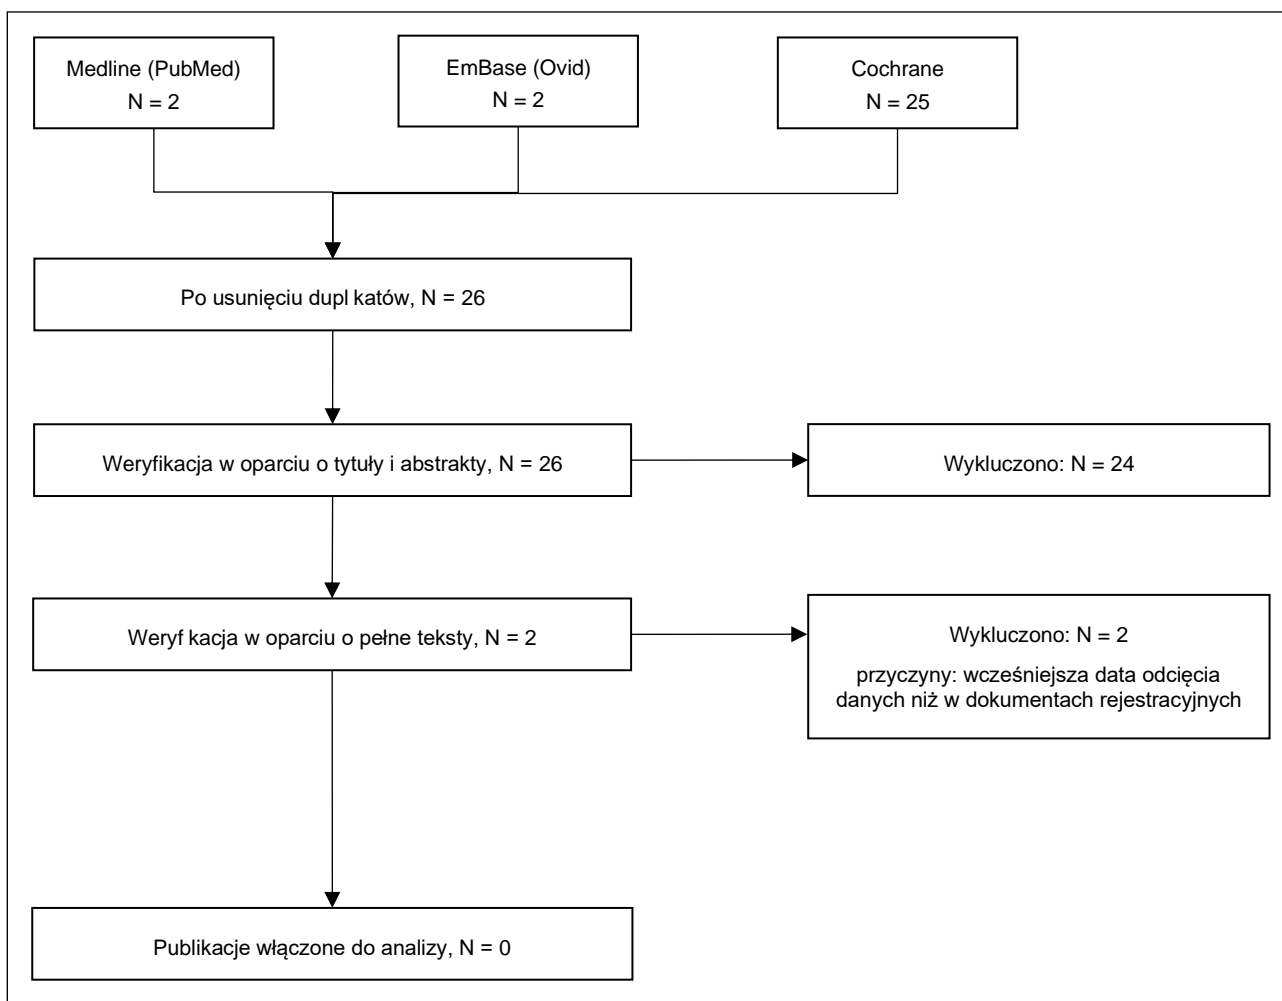 Medline (PubMed)
N = 2
EmBase (Ovid)
N = 2
Cochrane
N = 25
Po usunięciu dupl katów, N = 26
Weryfikacja w oparciu o tytuły i abstrakty, N = 26
Wykluczono: N = 24
Weryf kacja w oparciu o pełne teksty, N = 2
Wykluczono: N = 2
przyczyny: wcześniejsza data odcięcia
danych niż w dokumentach rejestracyjnych
Publikacje włączone do analizy, N = 0